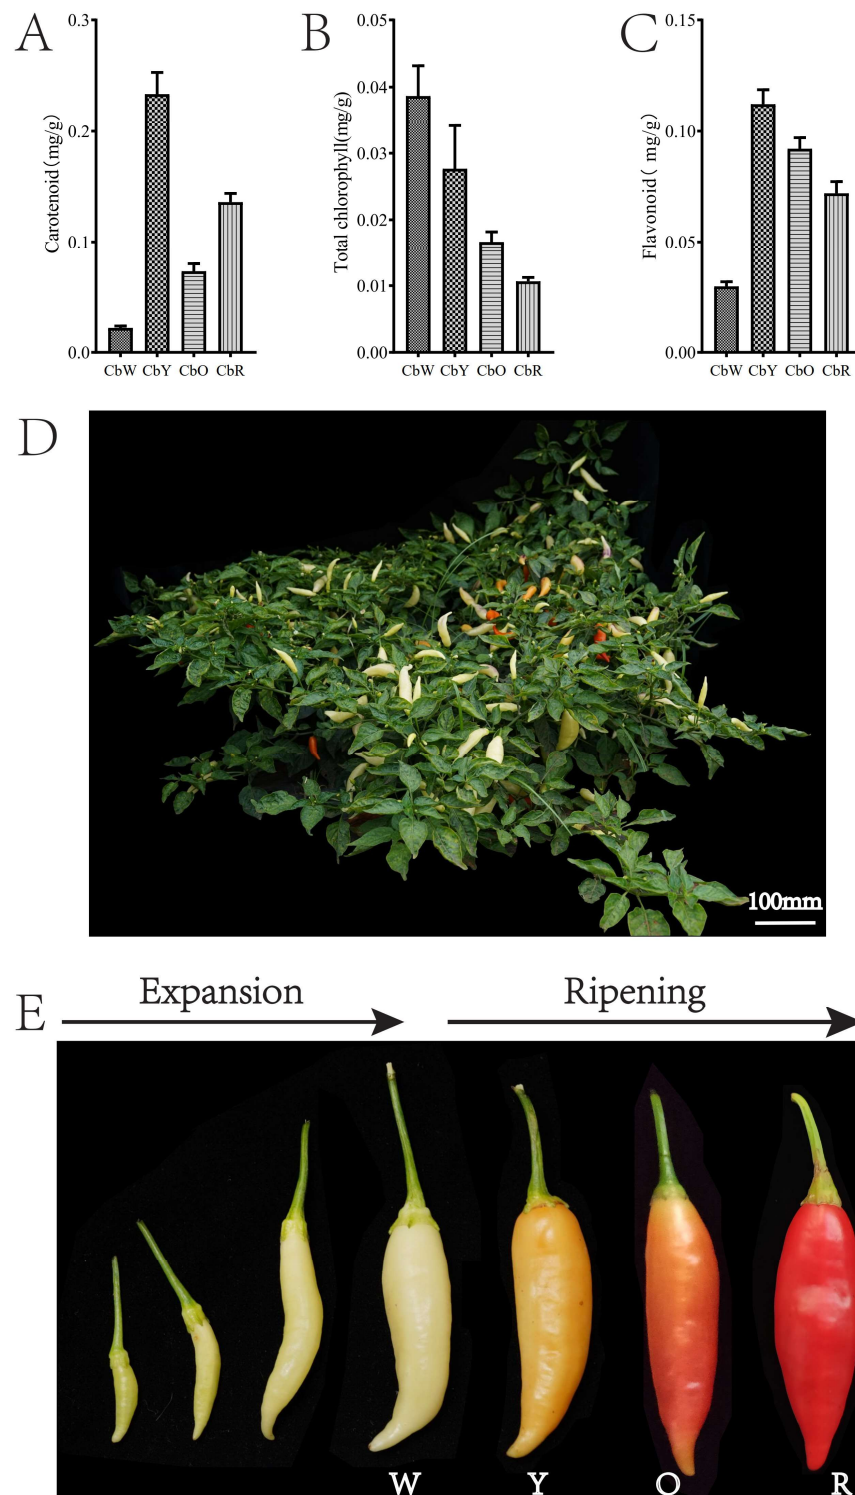 A
Carotenoid (mg/g)
0.3
0.2
0.1
0.0
CbW CbY CbO CbR
B
Total chlorophyll(mg/g)
0.05
0.04
0.03
0.02
0.01
0.00
CbW CbY CbO CbR
C
Flavonoid ( mg/g)
0.15
0.10
0.05
0.00
CbW CbY CbO CbR
D
100mm
E
Expansion
Ripening
W Y O R